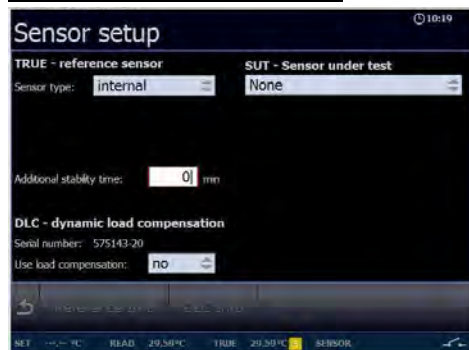 Sensor setup
10:19
TRUE - reference sensor
SUT - Sensor under test
Sensor type: internal
None
Additional stability time: 0 min
DLC - dynamic load compensation
Serial number: 575143-20
Use load compensation: no
SET --.-- °C READ 29,58°C TRUE 29,58°C S SENSOR